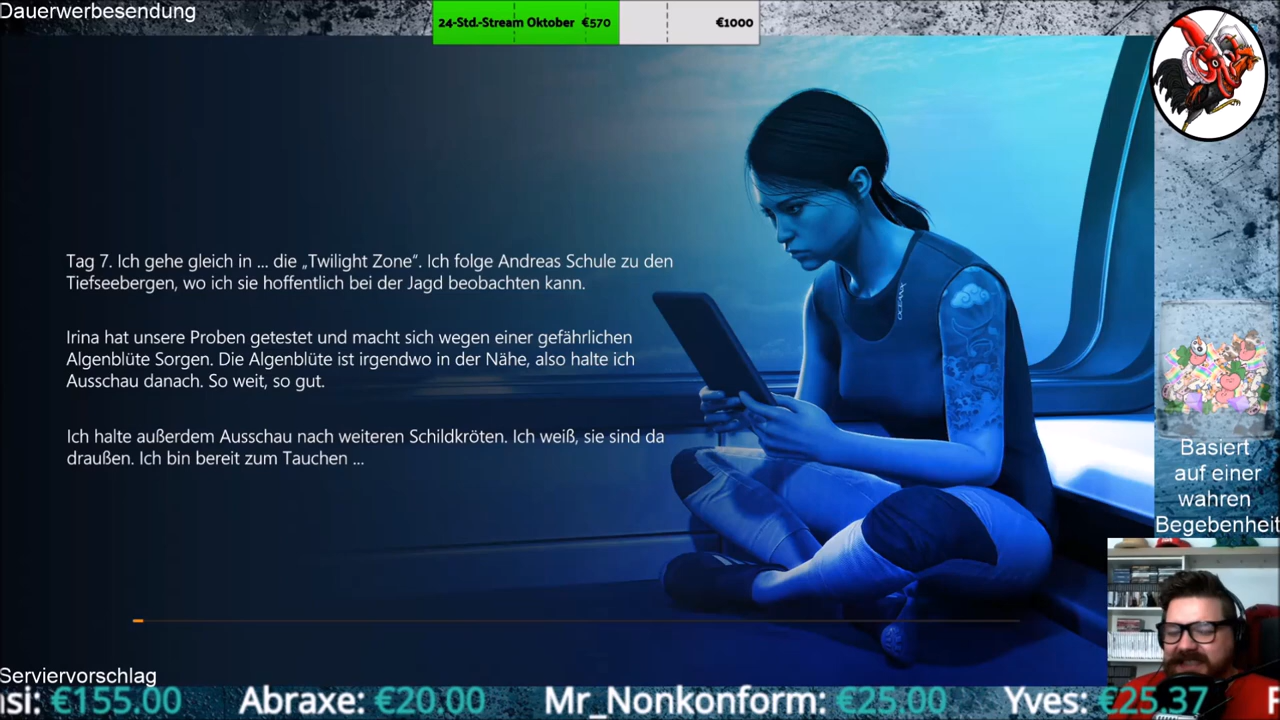 Dauerwerbesendung
24-Std.-Stream Oktober €570
€1000
Tag 7. Ich gehe gleich in ... die „Twilight Zone“. Ich folge Andreas Schule zu den
Tiefseebergen, wo ich sie hoffentlich bei der Jagd beobachten kann.
Irina hat unsere Proben getestet und macht sich wegen einer gefährlichen
Algenblüte Sorgen. Die Algenblüte ist irgendwo in der Nähe, also halte ich
Ausschau danach. So weit, so gut.
Ich halte außerdem Ausschau nach weiteren Schildkröten. Ich weiß, sie sind da
draußen. Ich bin bereit zum Tauchen ...
OCEANX
Basiert
auf einer
wahren
Begebenheit
Serviervorschlag
nsi: €155.00 Abraxe: €20.00 Mr_Nonkonform: €25.00 Yves: €25.37 F